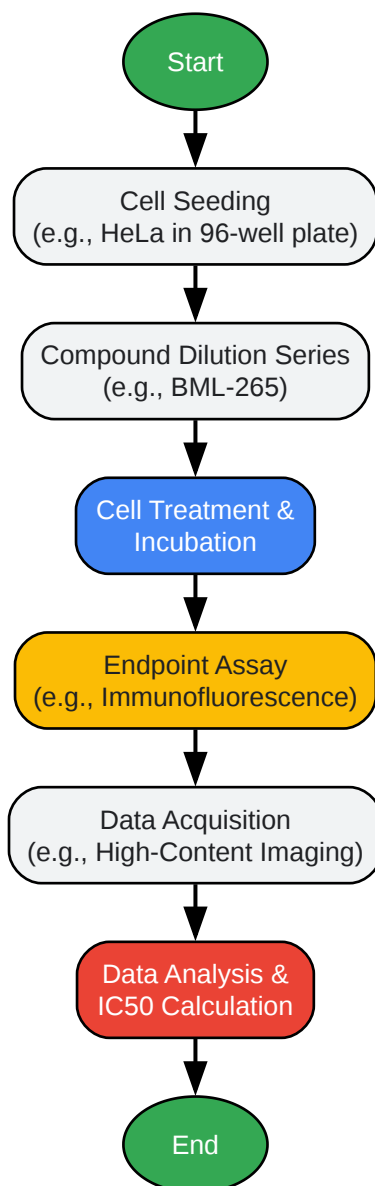 Start
Cell Seeding
(e.g., HeLa in 96-well plate)
Compound Dilution Series
(e.g., BML-265)
Cell Treatment &
Incubation
Endpoint Assay
(e.g., Immunofluorescence)
Data Acquisition
(e.g., High-Content Imaging)
Data Analysis &
IC50 Calculation
End